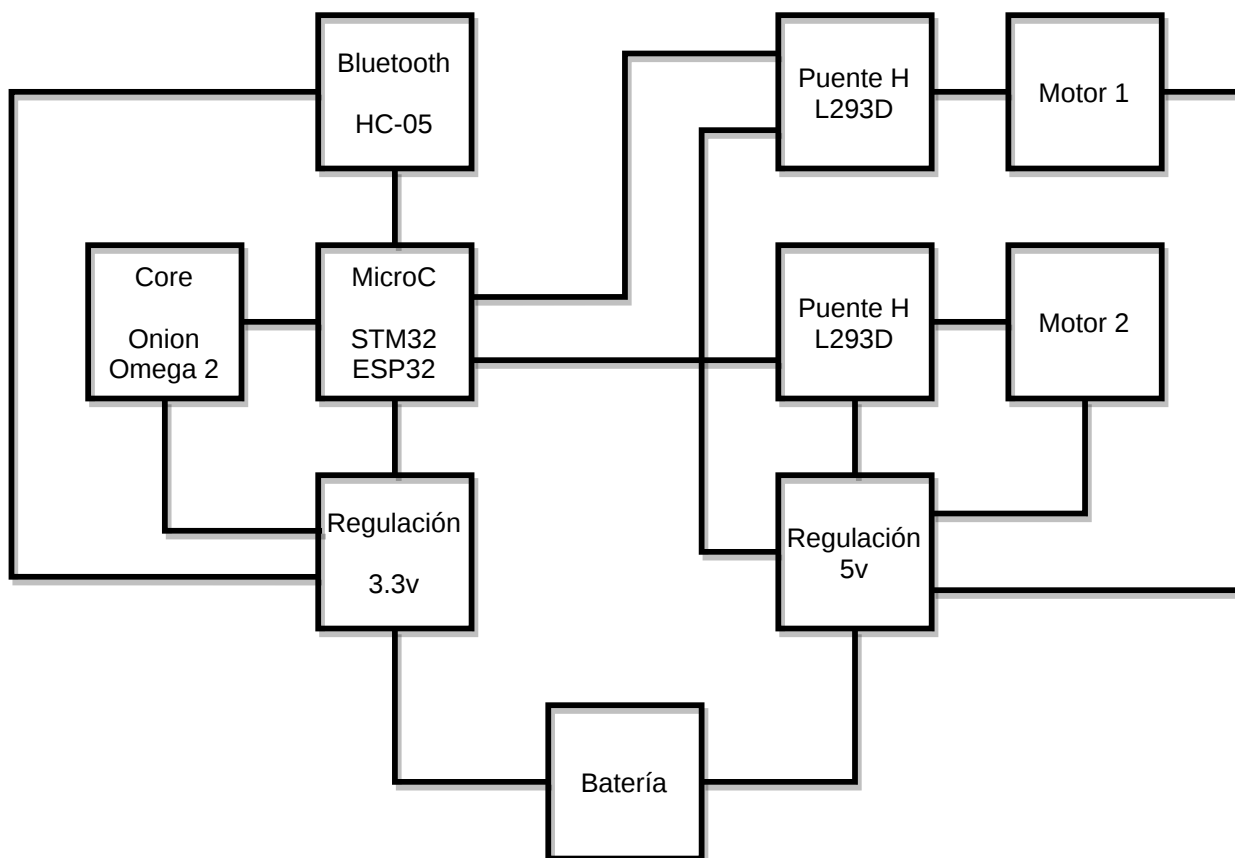 Bluetooth
HC-05
Puente H
L293D
Motor 1
Core
Onion
Omega 2
MicroC
STM32
ESP32
Puente H
L293D
Motor 2
Regulación
3.3v
Regulación
5v
Batería